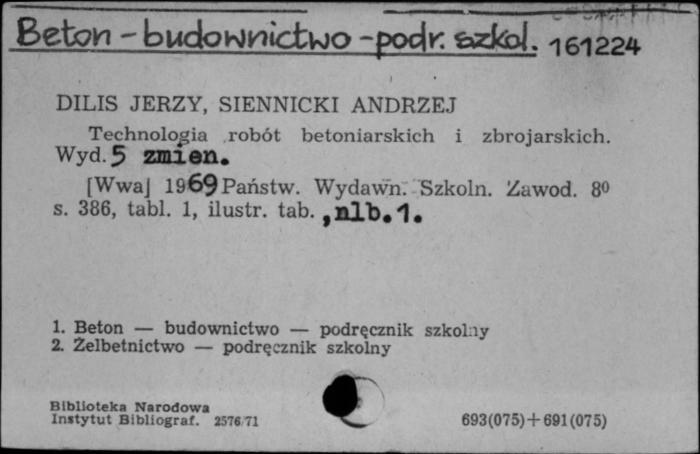 Beton - budownictwo - podr. szkol. 161224
DILIS JERZY, SIENNICKI ANDRZEJ
Technologia robót betoniarskich i zbrojarskich.
Wyd. 5 zmien.
[Wwa] 1969 Państw. Wydawn. Szkoln. Zawod. 8º
s. 386, tabl. 1, ilustr. tab. , nlb. 1.
1. Beton — budownictwo — podręcznik szkolny
2. Żelbetnictwo — podręcznik szkolny
Biblioteka Narodowa
Instytut Bibliograf. 2576/71
693(075)+691(075)